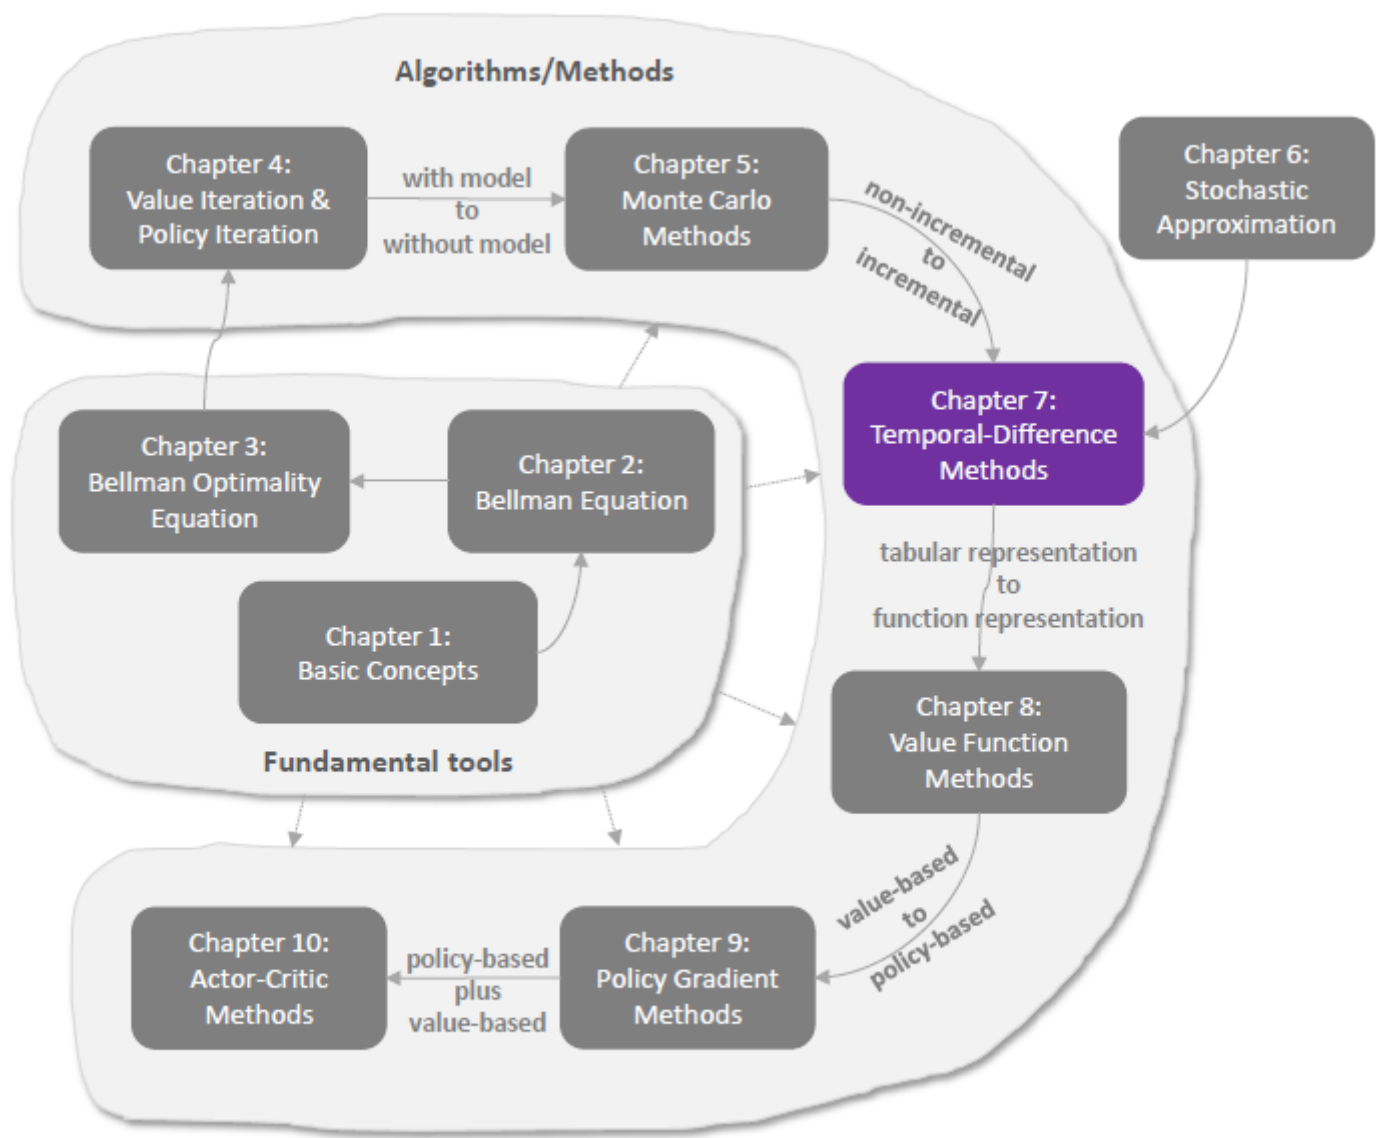 Algorithms/Methods
Chapter 4:
Value Iteration &
Policy Iteration
with model
to
without model
Chapter 5:
Monte Carlo
Methods
non-incremental
to
incremental
Chapter 6:
Stochastic
Approximation
Chapter 3:
Bellman Optimality
Equation
Chapter 2:
Bellman Equation
Chapter 7:
Temporal-Difference
Methods
Chapter 1:
Basic Concepts
Fundamental tools
tabular representation
to
function representation
Chapter 8:
Value Function
Methods
value-based
to
policy-based
Chapter 10:
Actor-Critic
Methods
policy-based
plus
value-based
Chapter 9:
Policy Gradient
Methods